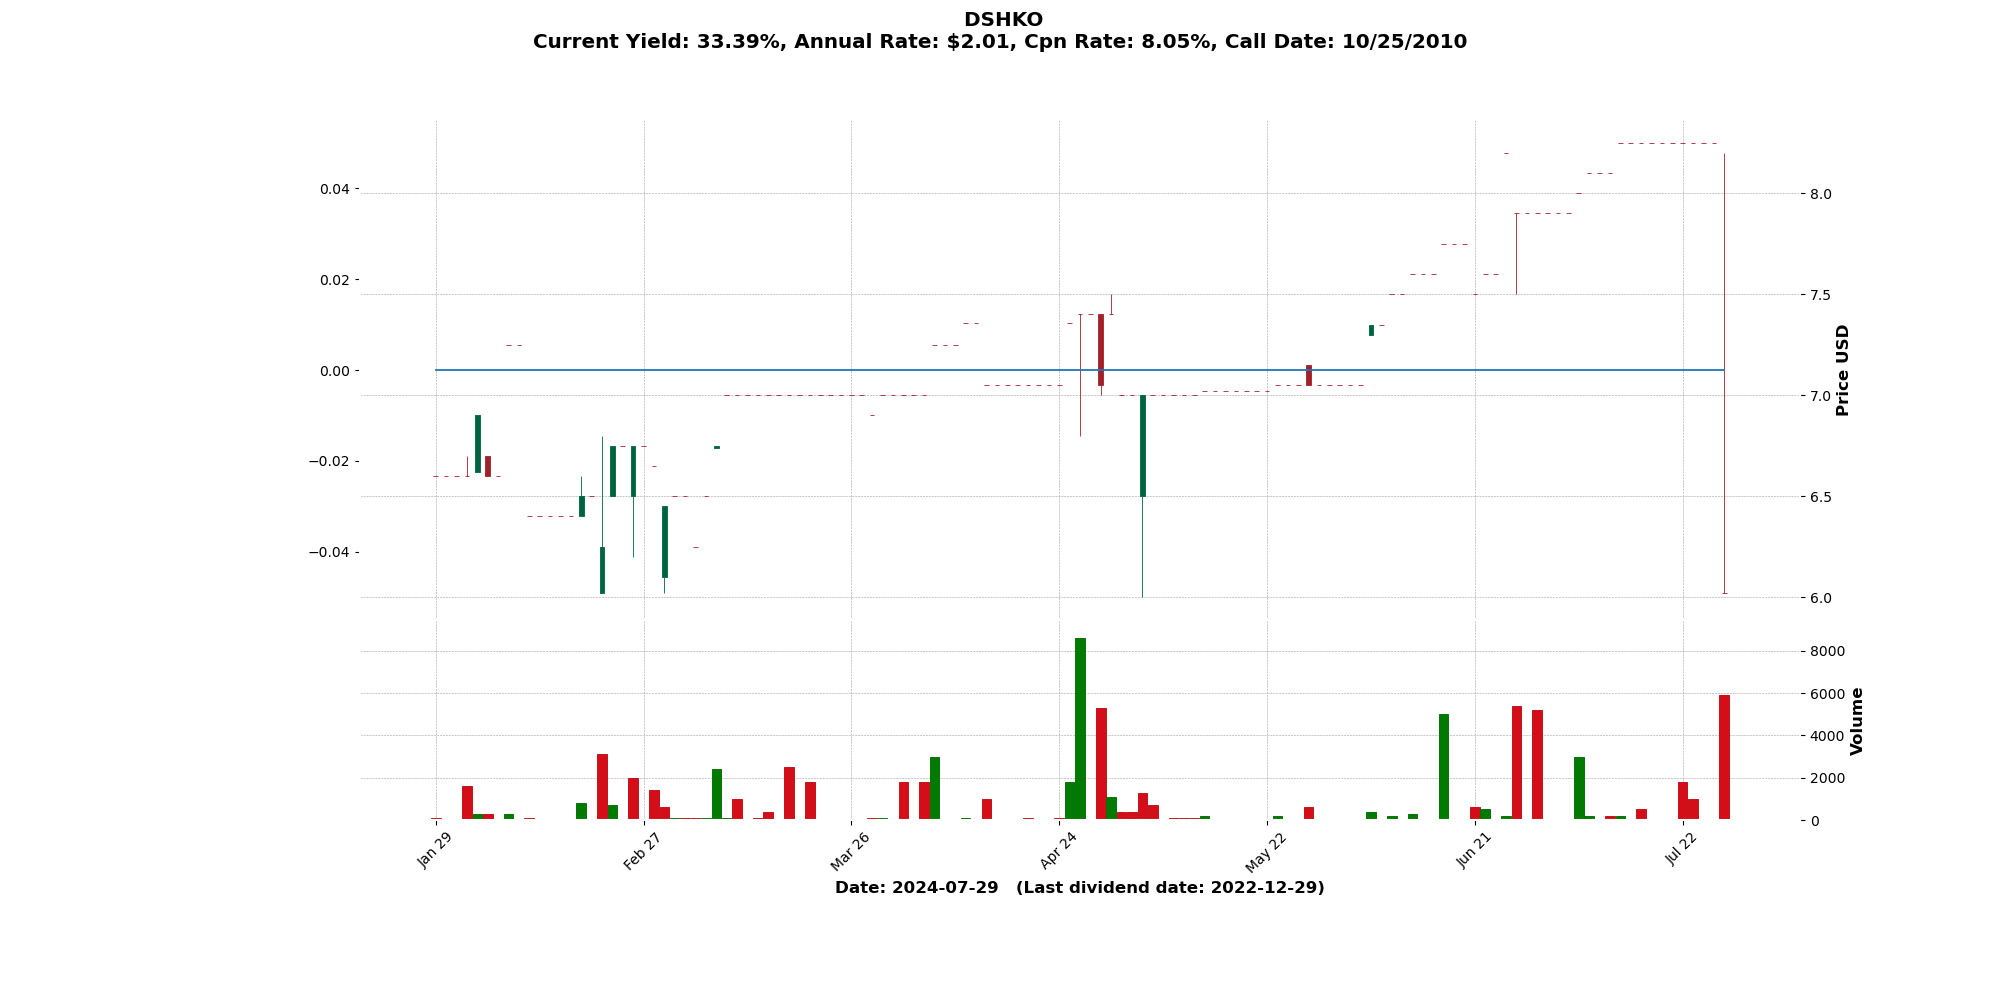 DSHKO
Current Yield: 33.39%, Annual Rate: $2.01, Cpn Rate: 8.05%, Call Date: 10/25/2010
0.04
0.02
0.00
−0.02
−0.04
8.0
7.5
7.0
6.5
6.0
Price USD
8000
6000
4000
2000
0
Volume
Jan 29
Feb 27
Mar 26
Apr 24
May 22
Jun 21
Jul 22
Date: 2024-07-29   (Last dividend date: 2022-12-29)